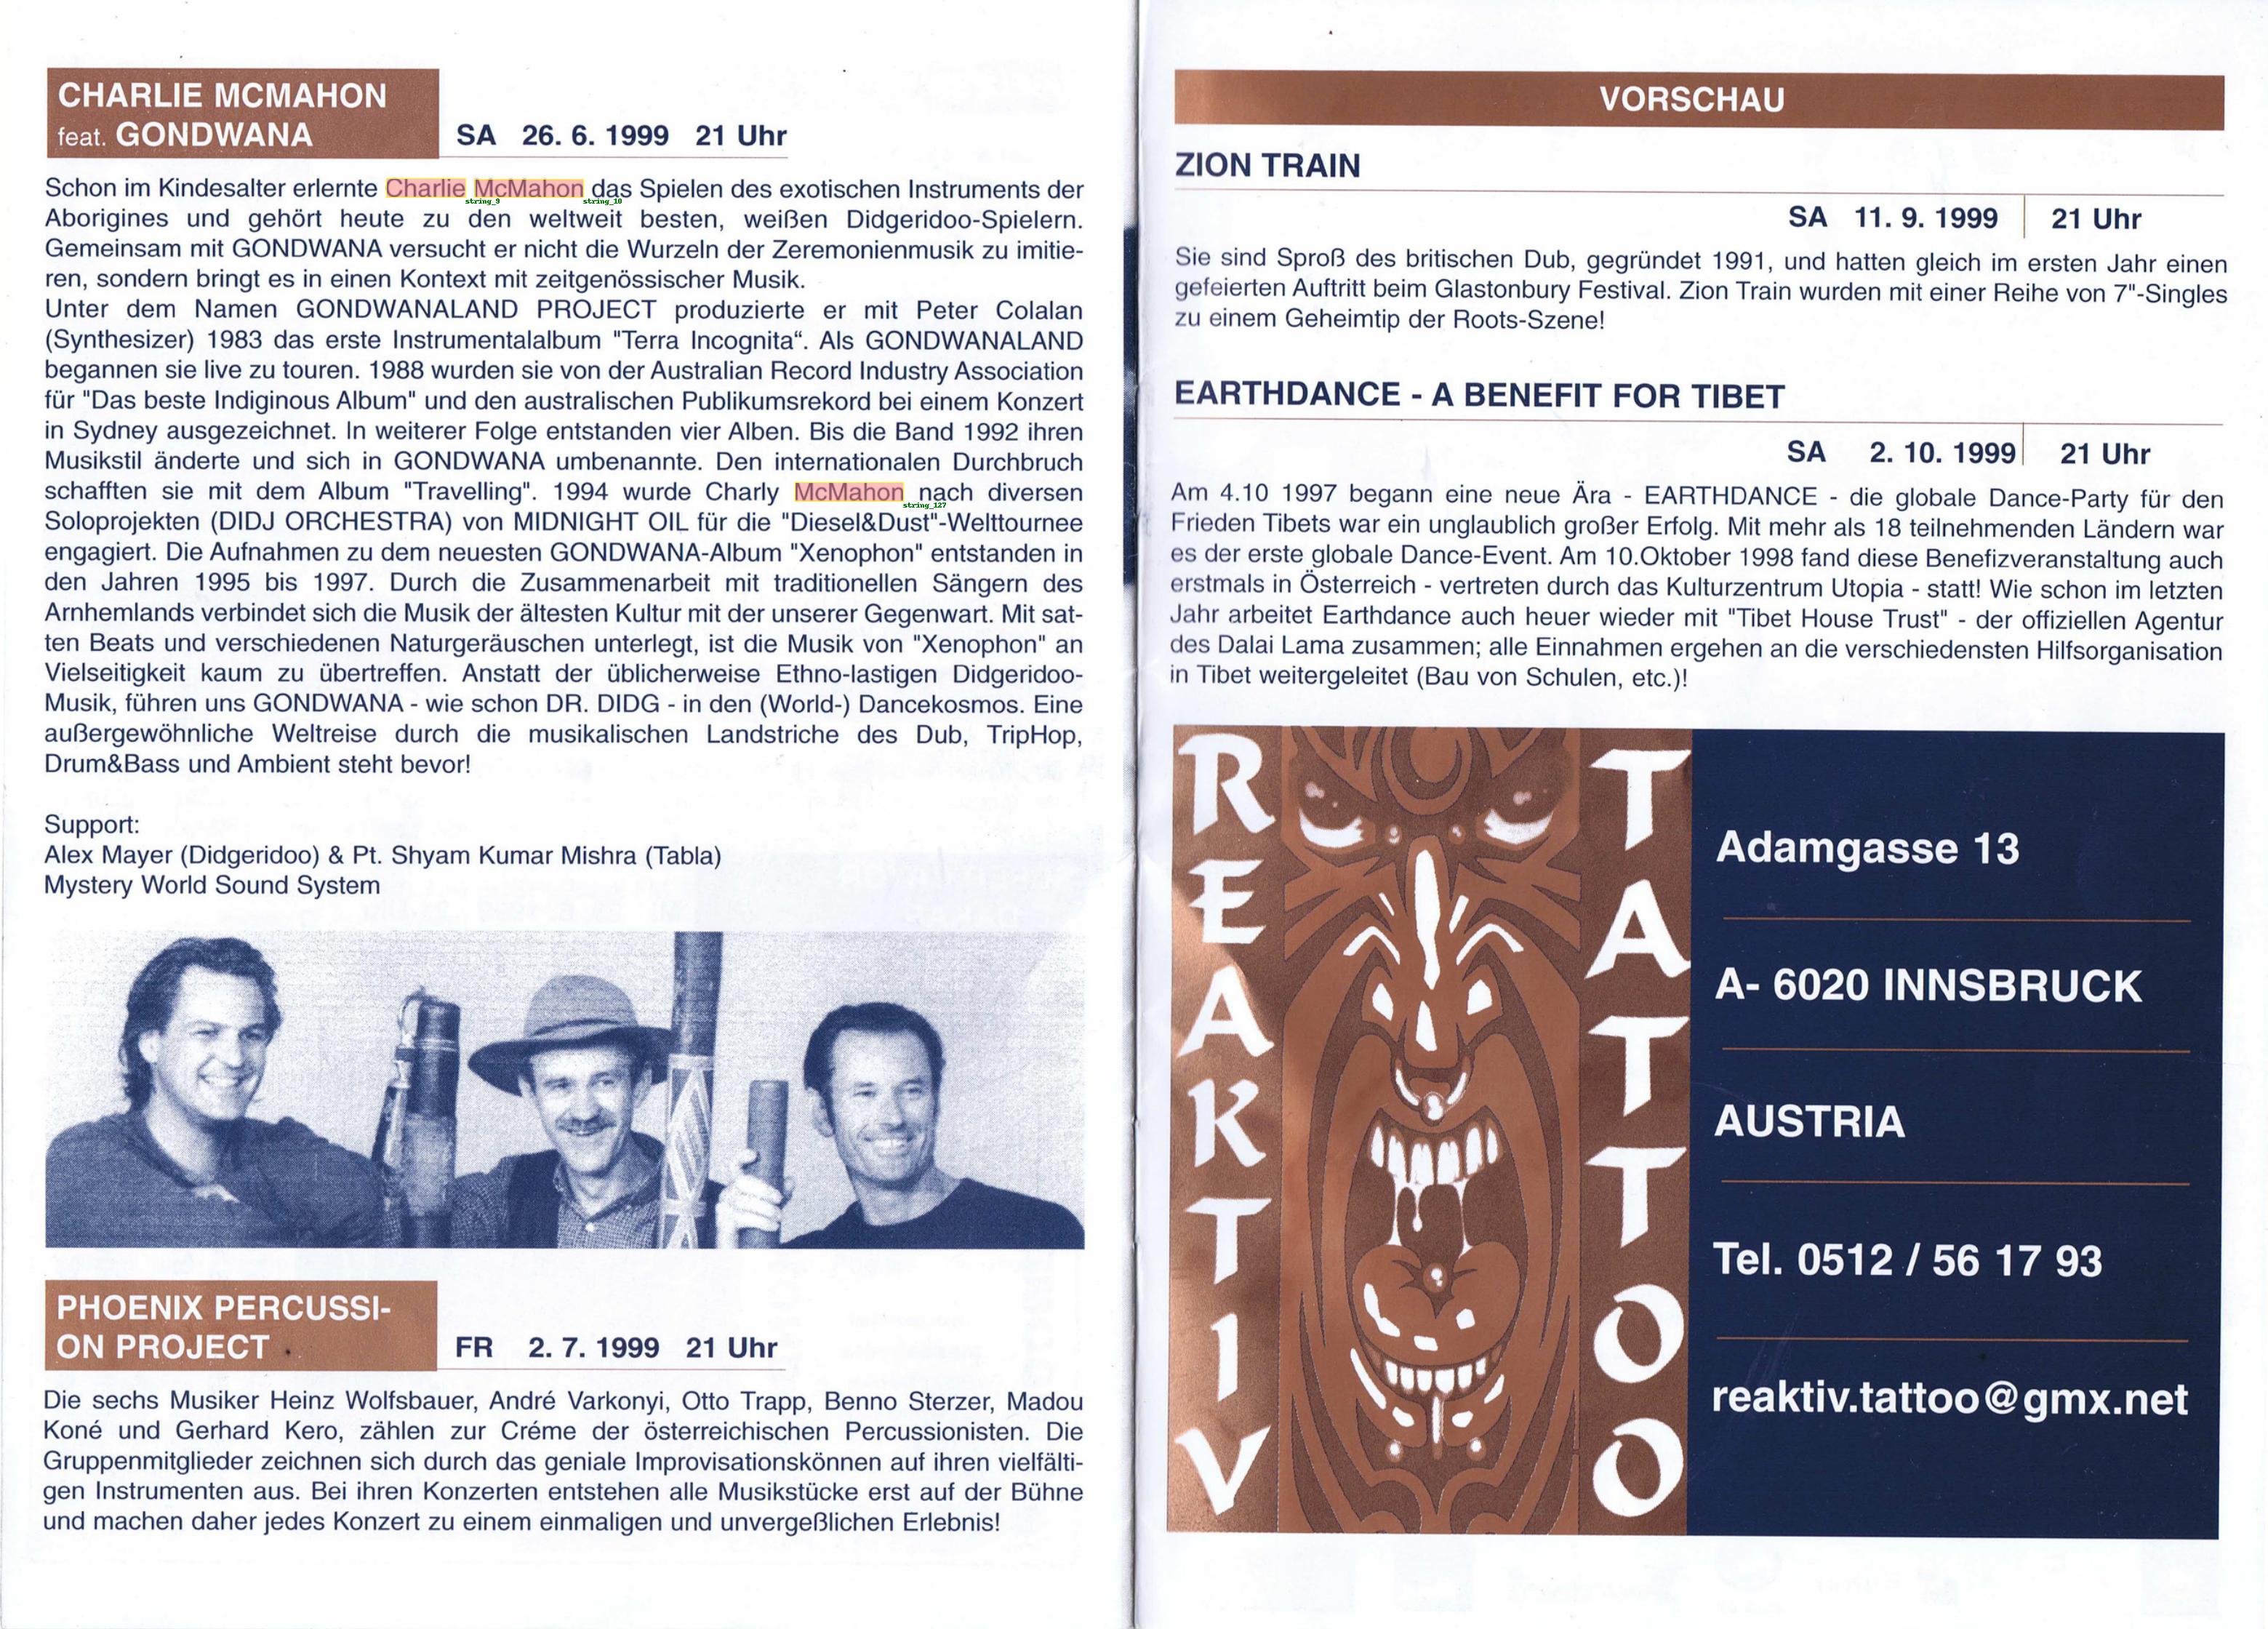 CHARLIE MCMAHON
feat. GONDWANA
SA 26. 6. 1999 21 Uhr
Schon im Kindesalter erlernte Charlie McMahon das Spielen des exotischen Instruments der
string_9 string_10
Aborigines und gehört heute zu den weltweit besten, weißen Didgeridoo-Spielern.
Gemeinsam mit GONDWANA versucht er nicht die Wurzeln der Zeremonienmusik zu imitie-
ren, sondern bringt es in einen Kontext mit zeitgenössischer Musik.
Unter dem Namen GONDWANALAND PROJECT produzierte er mit Peter Colalan
(Synthesizer) 1983 das erste Instrumentalalbum "Terra Incognita“. Als GONDWANALAND
begannen sie live zu touren. 1988 wurden sie von der Australian Record Industry Association
für "Das beste Indiginous Album" und den australischen Publikumsrekord bei einem Konzert
in Sydney ausgezeichnet. In weiterer Folge entstanden vier Alben. Bis die Band 1992 ihren
Musikstil änderte und sich in GONDWANA umbenannte. Den internationalen Durchbruch
schafften sie mit dem Album "Travelling". 1994 wurde Charly McMahon nach diversen
string_127
Soloprojekten (DIDJ ORCHESTRA) von MIDNIGHT OIL für die "Diesel&Dust"-Welttournee
engagiert. Die Aufnahmen zu dem neuesten GONDWANA-Album "Xenophon" entstanden in
den Jahren 1995 bis 1997. Durch die Zusammenarbeit mit traditionellen Sängern des
Arnhemlands verbindet sich die Musik der ältesten Kultur mit der unserer Gegenwart. Mit sat-
ten Beats und verschiedenen Naturgeräuschen unterlegt, ist die Musik von "Xenophon" an
Vielseitigkeit kaum zu übertreffen. Anstatt der üblicherweise Ethno-lastigen Didgeridoo-
Musik, führen uns GONDWANA - wie schon DR. DIDG - in den (World-) Dancekosmos. Eine
außergewöhnliche Weltreise durch die musikalischen Landstriche des Dub, TripHop,
Drum&Bass und Ambient steht bevor!
Support:
Alex Mayer (Didgeridoo) & Pt. Shyam Kumar Mishra (Tabla)
Mystery World Sound System
PHOENIX PERCUSSI-
ON PROJECT
FR 2. 7. 1999 21 Uhr
Die sechs Musiker Heinz Wolfsbauer, André Varkonyi, Otto Trapp, Benno Sterzer, Madou
Koné und Gerhard Kero, zählen zur Créme der österreichischen Percussionisten. Die
Gruppenmitglieder zeichnen sich durch das geniale Improvisationskönnen auf ihren vielfälti-
gen Instrumenten aus. Bei ihren Konzerten entstehen alle Musikstücke erst auf der Bühne
und machen daher jedes Konzert zu einem einmaligen und unvergeßlichen Erlebnis!
VORSCHAU
ZION TRAIN
SA 11. 9. 1999 21 Uhr
Sie sind Sproß des britischen Dub, gegründet 1991, und hatten gleich im ersten Jahr einen
gefeierten Auftritt beim Glastonbury Festival. Zion Train wurden mit einer Reihe von 7"-Singles
zu einem Geheimtip der Roots-Szene!
EARTHDANCE - A BENEFIT FOR TIBET
SA 2. 10. 1999 21 Uhr
Am 4.10 1997 begann eine neue Ära - EARTHDANCE - die globale Dance-Party für den
Frieden Tibets war ein unglaublich großer Erfolg. Mit mehr als 18 teilnehmenden Ländern war
es der erste globale Dance-Event. Am 10.Oktober 1998 fand diese Benefizveranstaltung auch
erstmals in Österreich - vertreten durch das Kulturzentrum Utopia - statt! Wie schon im letzten
Jahr arbeitet Earthdance auch heuer wieder mit "Tibet House Trust" - der offiziellen Agentur
des Dalai Lama zusammen; alle Einnahmen ergehen an die verschiedensten Hilfsorganisation
in Tibet weitergeleitet (Bau von Schulen, etc.)!
REAKTIV
TATTOO
Adamgasse 13
A- 6020 INNSBRUCK
AUSTRIA
Tel. 0512 / 56 17 93
reaktiv.tattoo@gmx.net